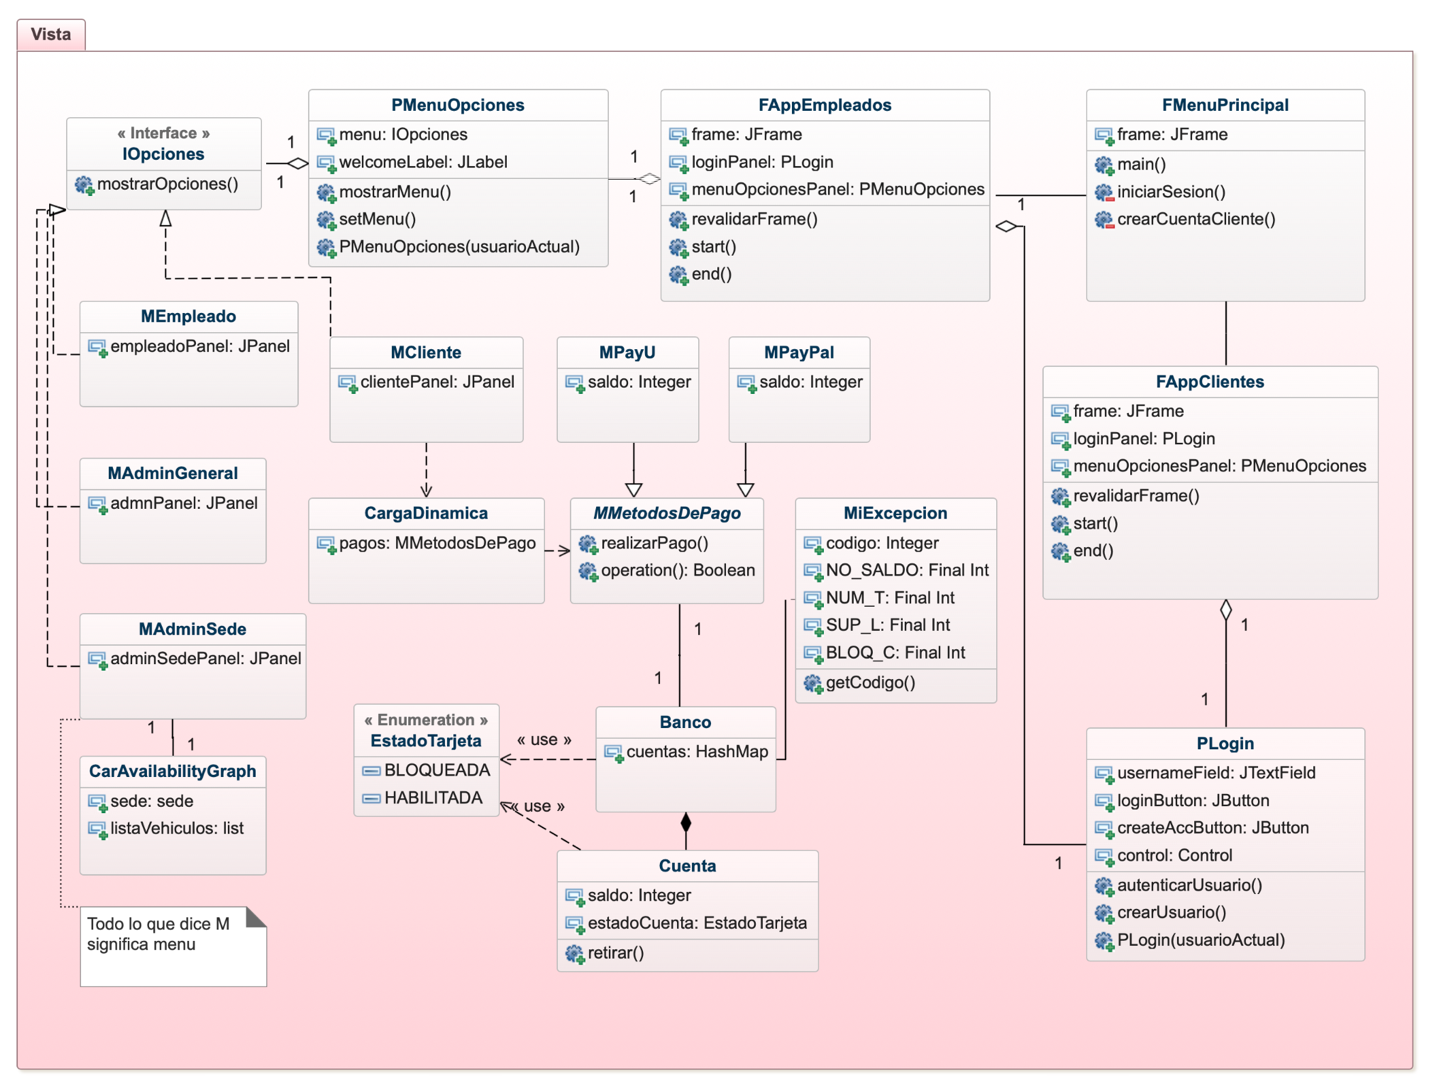 Vista
« Interface »
IOpciones
mostrarOpciones()
1
1
PMenuOpciones
menu: IOpciones
welcomeLabel: JLabel
mostrarMenu()
setMenu()
PMenuOpciones(usuarioActual)
1
1
FAppEmpleados
frame: JFrame
loginPanel: PLogin
menuOpcionesPanel: PMenuOpciones
revalidarFrame()
start()
end()
1
FMenuPrincipal
frame: JFrame
main()
iniciarSesion()
crearCuentaCliente()
MEmpleado
empleadoPanel: JPanel
MCliente
clientePanel: JPanel
MPayU
saldo: Integer
MPayPal
saldo: Integer
FAppClientes
frame: JFrame
loginPanel: PLogin
menuOpcionesPanel: PMenuOpciones
revalidarFrame()
start()
end()
MAdminGeneral
admnPanel: JPanel
CargaDinamica
pagos: MMetodosDePago
MMetodosDePago
realizarPago()
operation(): Boolean
MiExcepcion
codigo: Integer
NO_SALDO: Final Int
NUM_T: Final Int
SUP_L: Final Int
BLOQ_C: Final Int
getCodigo()
MAdminSede
adminSedePanel: JPanel
1
1
1
1
1
1
CarAvailabilityGraph
sede: sede
listaVehiculos: list
« Enumeration »
EstadoTarjeta
BLOQUEADA
HABILITADA
« use »
« use »
Banco
cuentas: HashMap
PLogin
usernameField: JTextField
loginButton: JButton
createAccButton: JButton
control: Control
autenticarUsuario()
crearUsuario()
PLogin(usuarioActual)
1
Cuenta
saldo: Integer
estadoCuenta: EstadoTarjeta
retirar()
Todo lo que dice M
significa menu